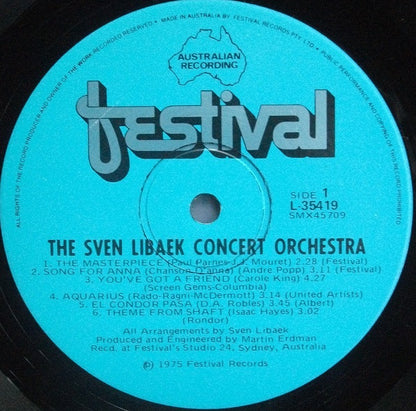 MADE IN AUSTRALIA BY FESTIVAL RECORDS PTY LTD • PUBLIC PERFORMANCE
ALL RIGHTS OF THE RECORD PRODUCER AND OWNER OF THE WORK RECORDED RESERVED
AUSTRALIAN
RECORDING
festival
SIDE 1
L-35419
SMX45709
THE SVEN LIBAEK CONCERT ORCHESTRA
1. THE MASTERPIECE (Paul Parnes-J.J. Mouret) 2.28 (Festival)
2. SONG FOR ANNA (Chanson D'anna) (Andre Popp) 3.11 (Festival)
3. YOU'VE GOT A FRIEND (Carole King) 4.27
(Screen Gems-Columbia)
4. AQUARIUS (Rado-Ragni-McDermott) 3.14 (United Artists)
5. EL CONDOR PASA (D.A. Robles) 3.45 (Albert)
6. THEME FROM SHAFT (Isaac Hayes) 3.02
(Rondor)
All Arrangements by Sven Libaek
Produced and Engineered by Martin Erdman
Recd. at Festival's Studio 24, Sydney, Australia
℗ 1975 Festival Records